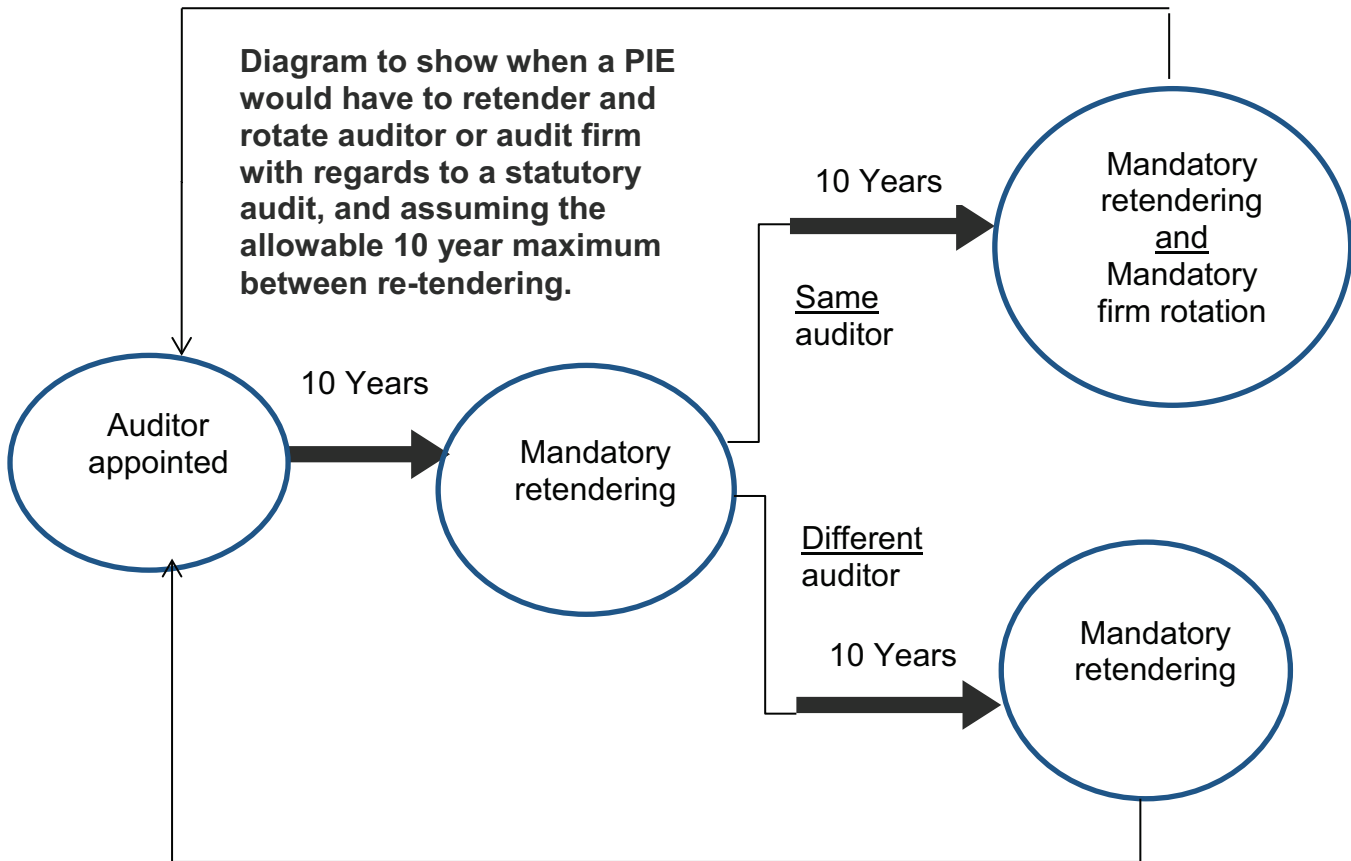 Diagram to show when a PIE
would have to retender and
rotate auditor or audit firm
with regards to a statutory
audit, and assuming the
allowable 10 year maximum
between re-tendering.
Auditor
appointed
10 Years
Mandatory
retendering
Same
auditor
10 Years
Mandatory
retendering
and
Mandatory
firm rotation
Different
auditor
10 Years
Mandatory
retendering